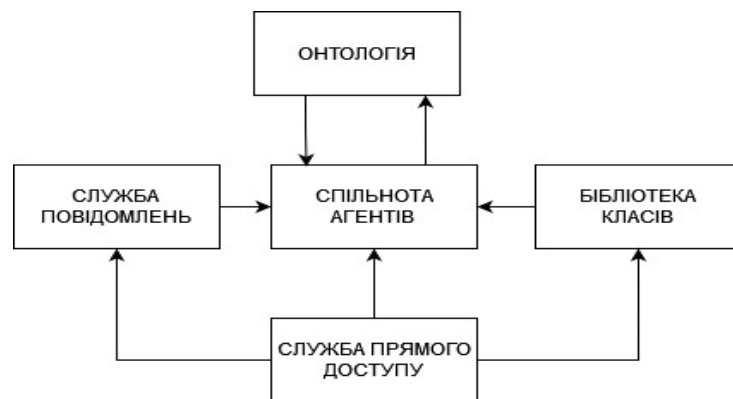 ОНТОЛОГІЯ
СЛУЖБА
ПОВІДОМЛЕНЬ
СПІЛЬНОТА
АГЕНТІВ
БІБЛІОТЕКА
КЛАСІВ
СЛУЖБА ПРЯМОГО
ДОСТУПУ